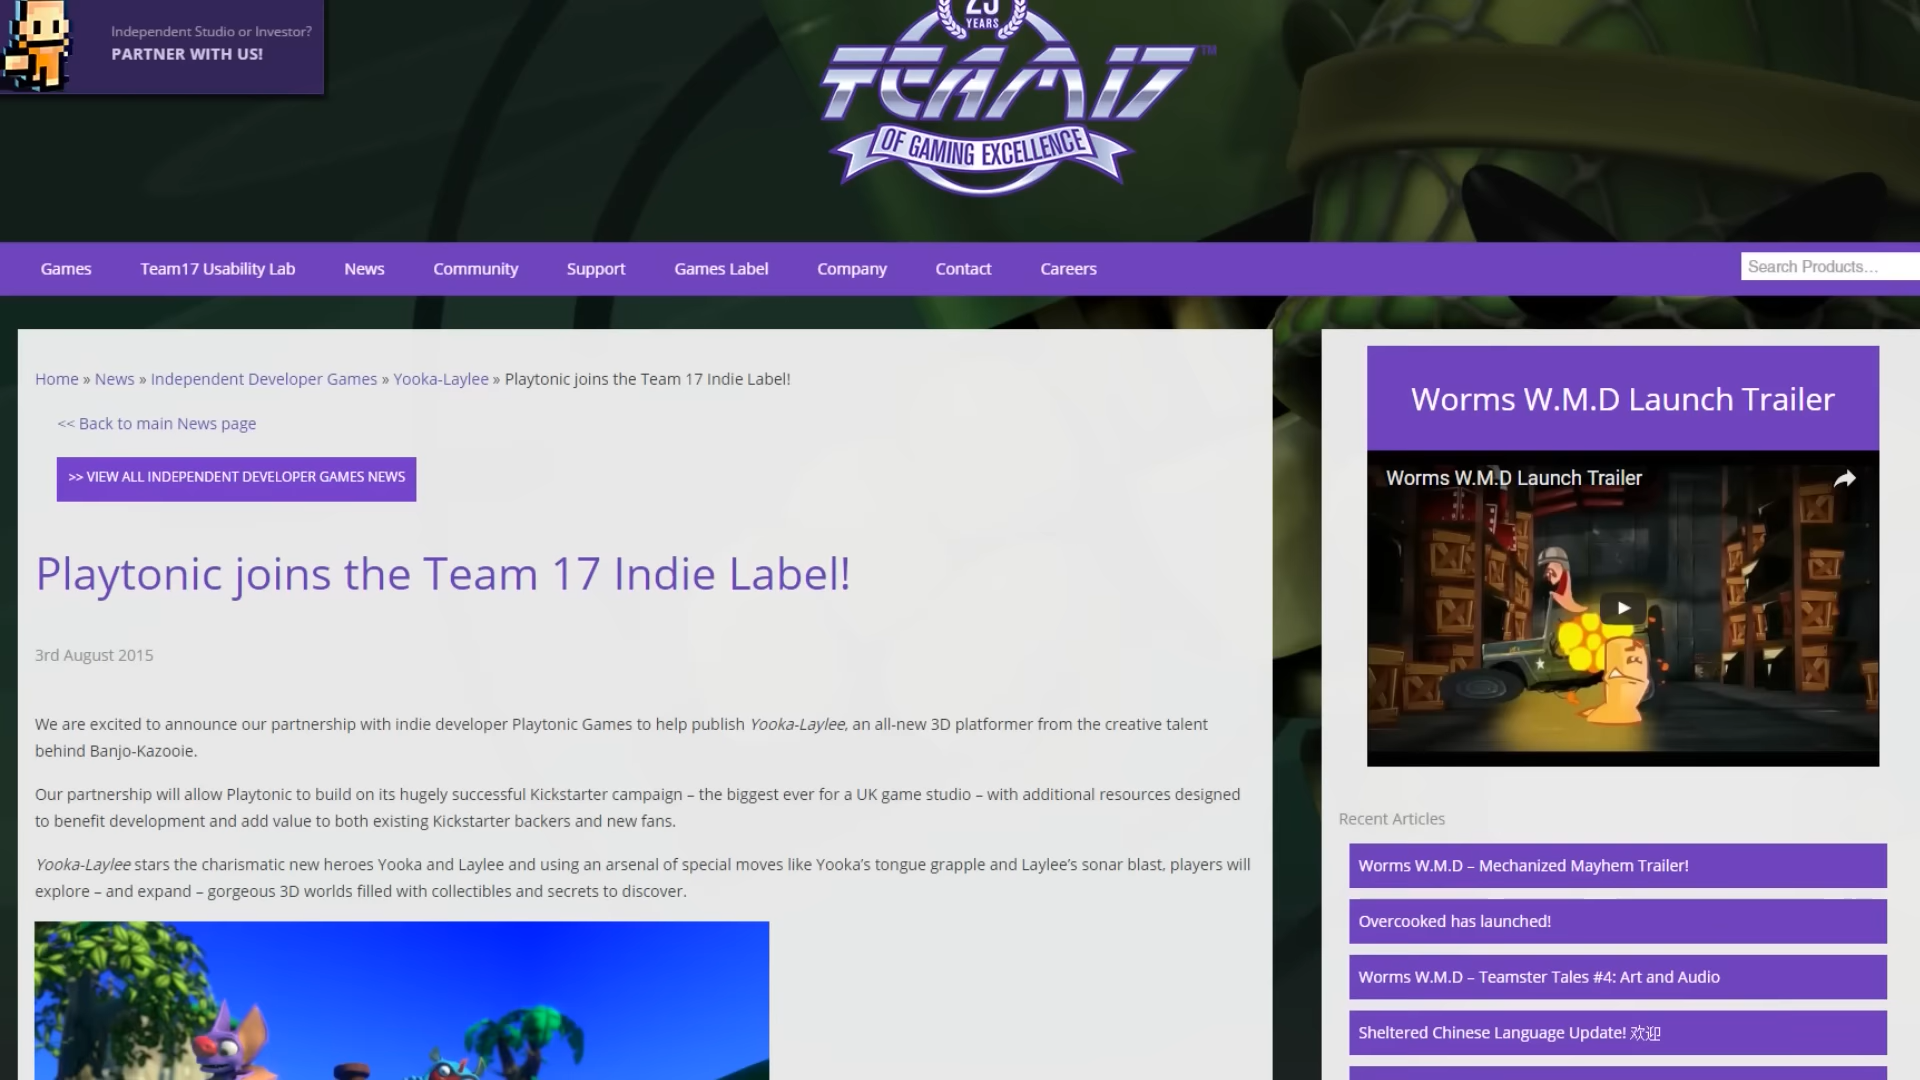 Independent Studio or Investor?
PARTNER WITH US!
25
YEARS
TEAM17™
OF GAMING EXCELLENCE
Games
Team17 Usability Lab
News
Community
Support
Games Label
Company
Contact
Careers
Search Products...
Home » News » Independent Developer Games » Yooka-Laylee » Playtonic joins the Team 17 Indie Label!
<< Back to main News page
>> VIEW ALL INDEPENDENT DEVELOPER GAMES NEWS
Playtonic joins the Team 17 Indie Label!
3rd August 2015
We are excited to announce our partnership with indie developer Playtonic Games to help publish Yooka-Laylee, an all-new 3D platformer from the creative talent
behind Banjo-Kazooie.
Our partnership will allow Playtonic to build on its hugely successful Kickstarter campaign – the biggest ever for a UK game studio – with additional resources designed
to benefit development and add value to both existing Kickstarter backers and new fans.
Yooka-Laylee stars the charismatic new heroes Yooka and Laylee and using an arsenal of special moves like Yooka’s tongue grapple and Laylee’s sonar blast, players will
explore – and expand – gorgeous 3D worlds filled with collectibles and secrets to discover.
Worms W.M.D Launch Trailer
Worms W.M.D Launch Trailer
Recent Articles
Worms W.M.D – Mechanized Mayhem Trailer!
Overcooked has launched!
Worms W.M.D – Teamster Tales #4: Art and Audio
Sheltered Chinese Language Update! 欢迎